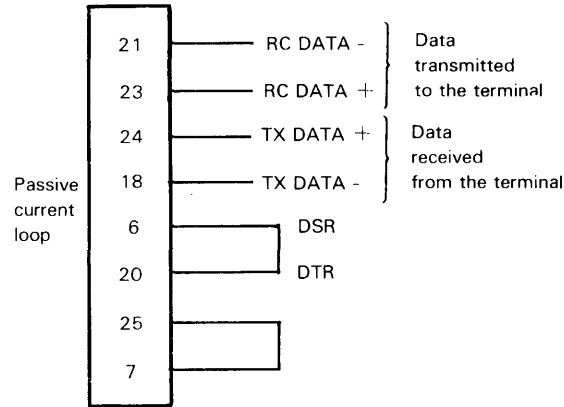 21 RC DATA - Data
transmitted
23 RC DATA + to the terminal
24 TX DATA + Data
received
18 TX DATA - from the terminal
Passive
current
loop
6 DSR
20 DTR
25
7